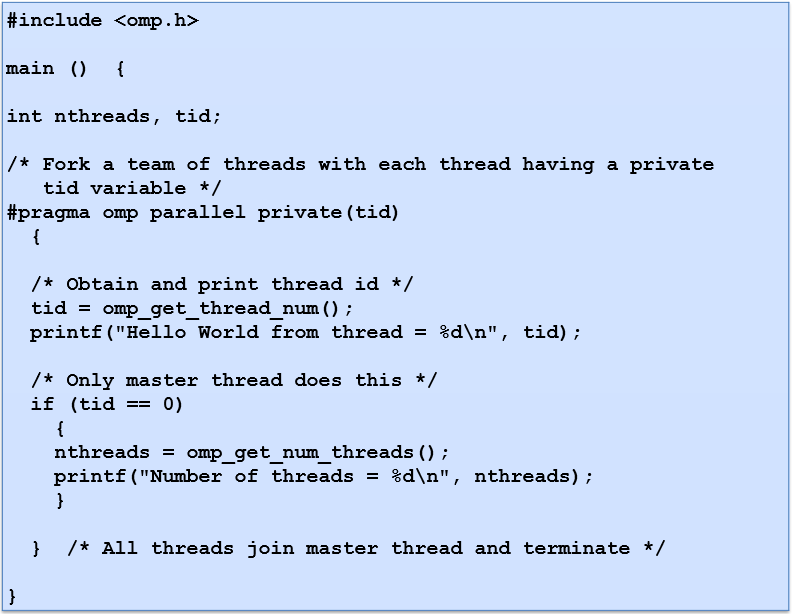 #include <omp.h>
main ()  {
int nthreads, tid;
/* Fork a team of threads with each thread having a private
   tid variable */
#pragma omp parallel private(tid)
  {
  /* Obtain and print thread id */
  tid = omp_get_thread_num();
  printf("Hello World from thread = %d\n", tid);
  /* Only master thread does this */
  if (tid == 0)
    {
    nthreads = omp_get_num_threads();
    printf("Number of threads = %d\n", nthreads);
    }
  }  /* All threads join master thread and terminate */
}